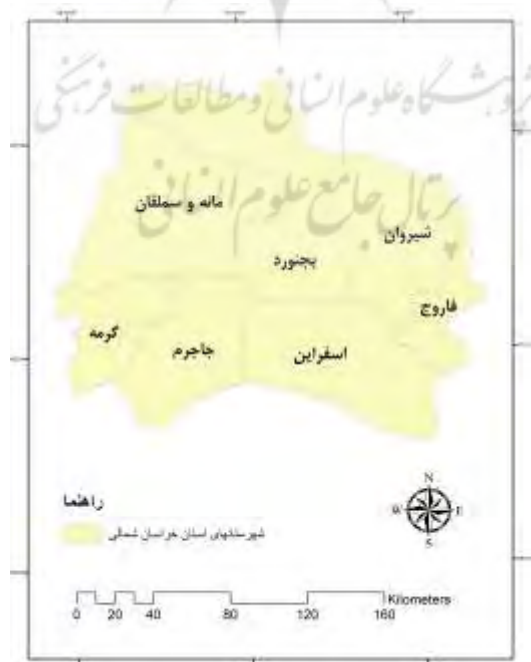 پژوهشگاه علوم انسانی و مطالعات فرهنگی
پرتال جامع علوم انسانی
مانه و سملقان
شیروان
بجنورد
فاروج
گرمه
جاجرم
اسفراین
راهنما
شهرستانهای استان خراسان شمالی
N
W
E
S
Kilometers
0 20 40 80 120 160